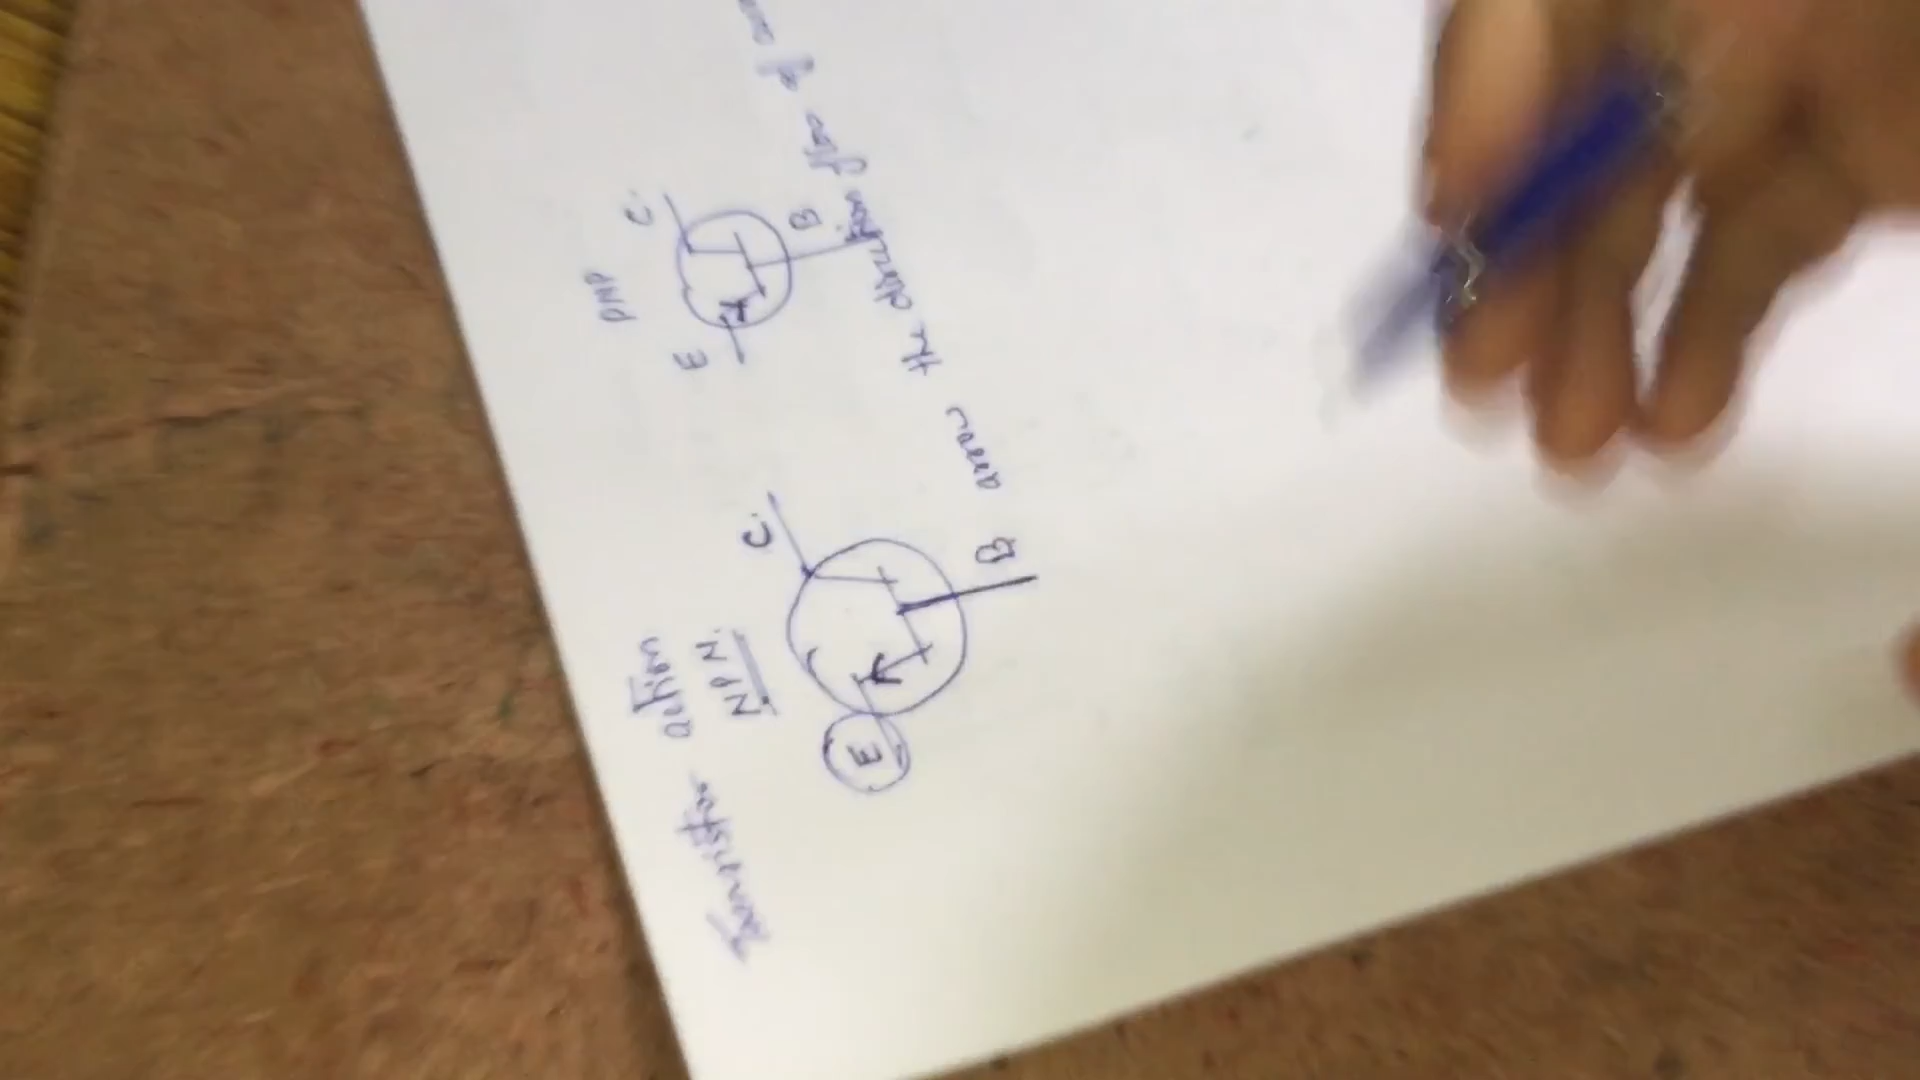 Transistor action
NPN. PNP
E C. E C.
B B
arrow the direction flow of